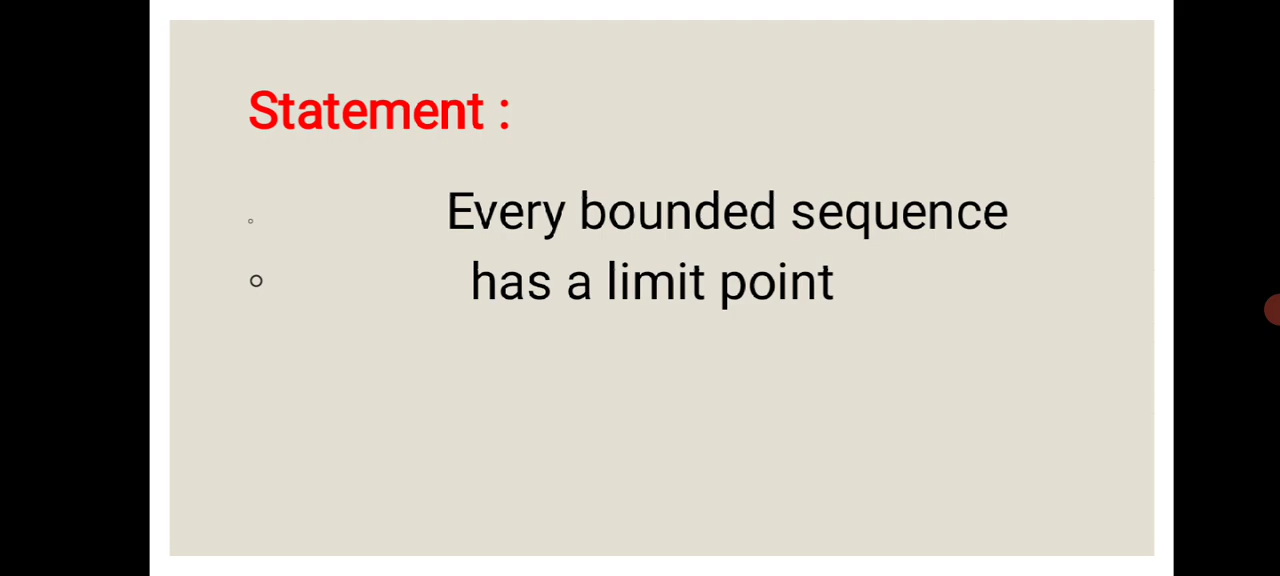 Statement :
Every bounded sequence
has a limit point